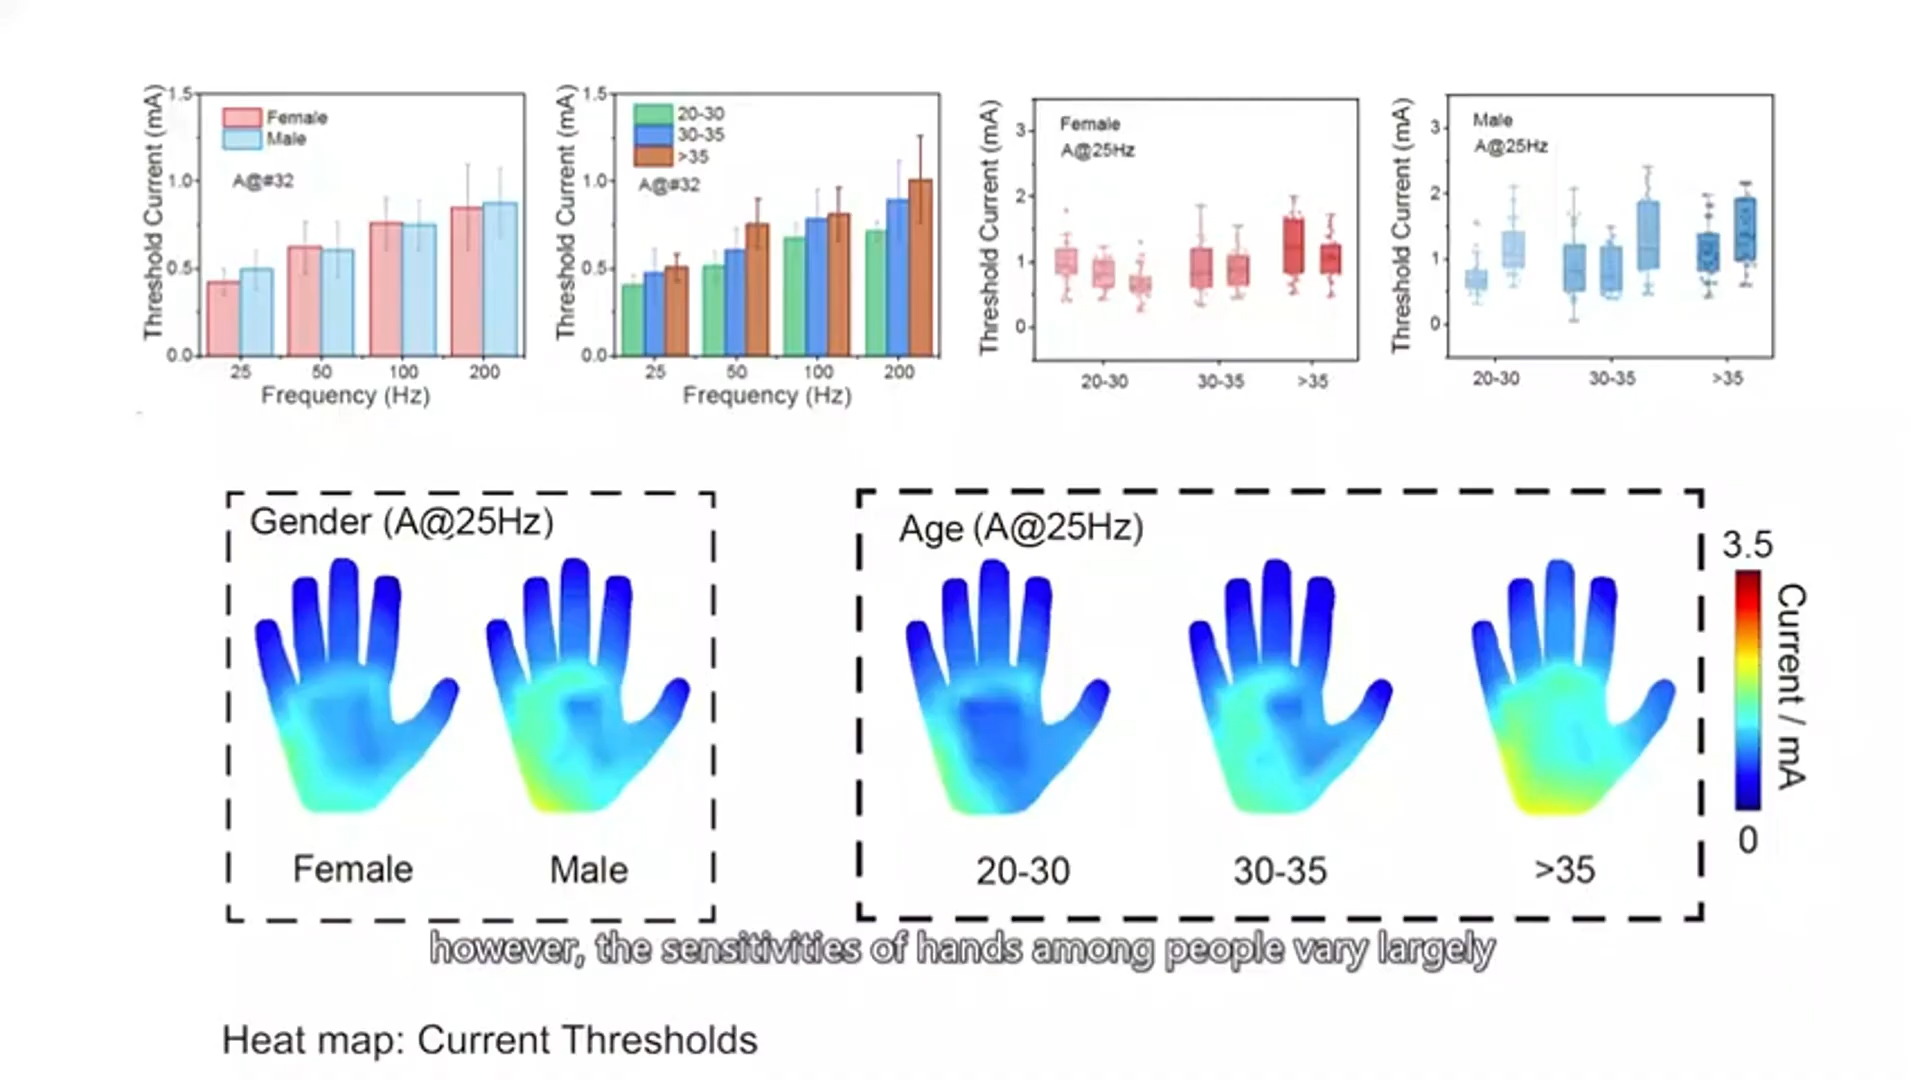 Threshold Current (mA)
1.5
1.0
0.5
0.0
Female
Male
A@#32
25 50 100 200
Frequency (Hz)
Threshold Current (mA)
1.5
1.0
0.5
0.0
20-30
30-35
>35
A@#32
25 50 100 200
Frequency (Hz)
Threshold Current (mA)
3
2
1
0
Female
A@25Hz
20-30 30-35 >35
Threshold Current (mA)
3
2
1
0
Male
A@25Hz
20-30 30-35 >35
Gender (A@25Hz)
Female Male
Age (A@25Hz)
20-30 30-35 >35
3.5
Current / mA
0
however, the sensitivities of hands among people vary largely
Heat map: Current Thresholds